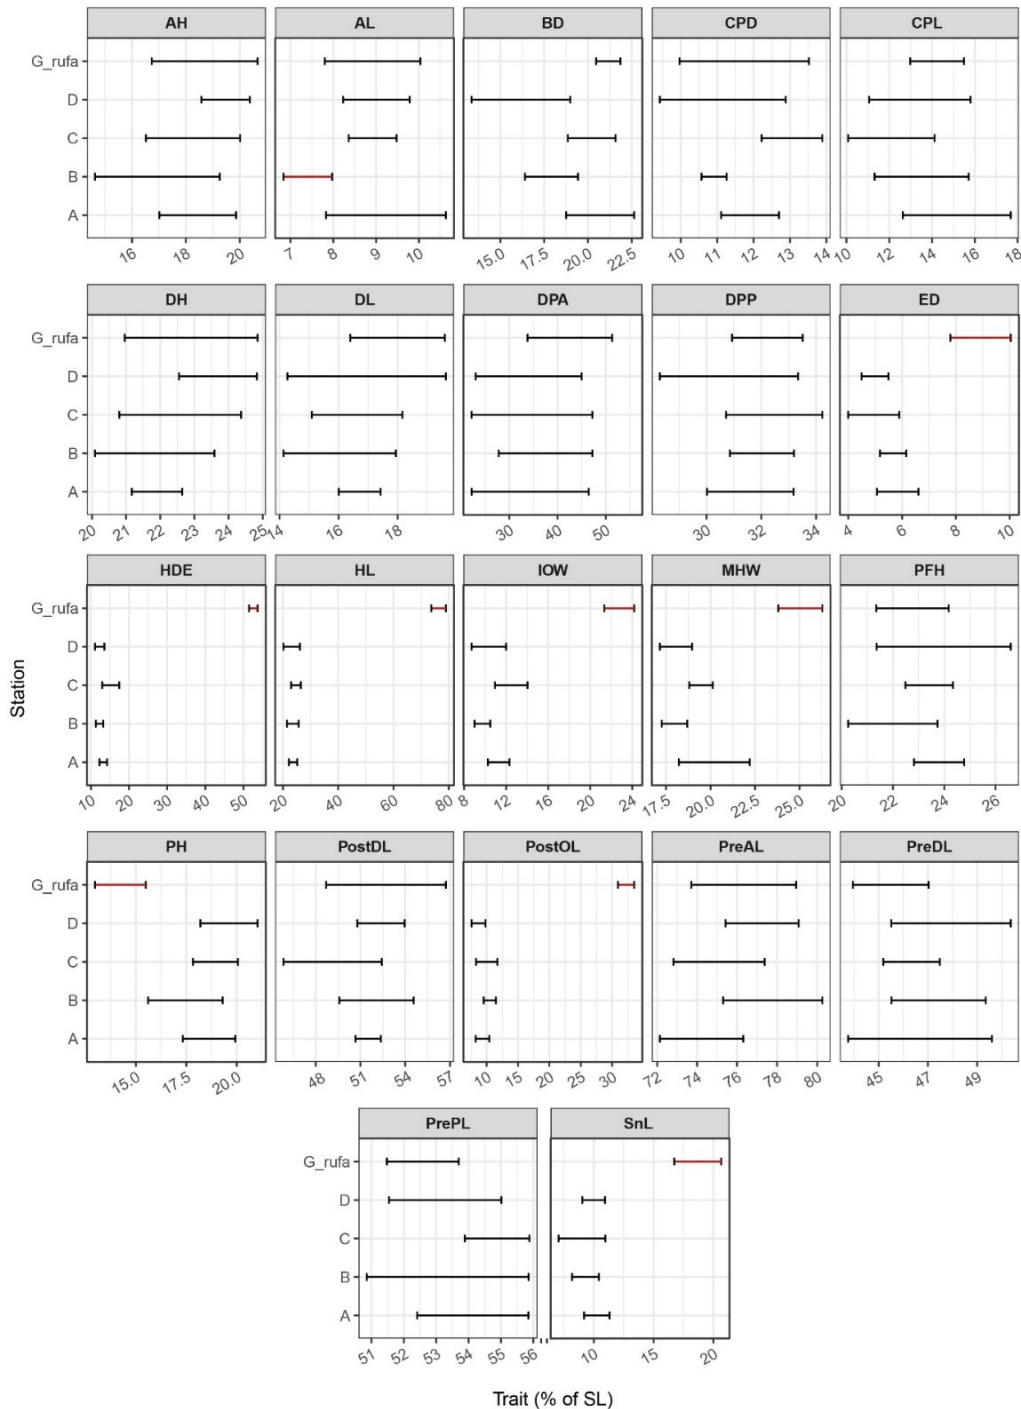 AH AL BD CPD CPL
G_rufa
D
C
B
A
16 18 20 7 8 9 10 15.0 17.5 20.0 22.5 10 11 12 13 14 10 12 14 16 18
DH DL DPA DPP ED
G_rufa
D
C
B
A
20 21 22 23 24 25 14 16 18 30 40 50 30 32 34 4 6 8 10
HDE HL IOW MHW PFH
G_rufa
D
C
B
A
10 20 30 40 50 20 40 60 80 8 12 16 20 24 17.5 20.0 22.5 25.0 20 22 24 26
PH PostDL PostOL PreAL PreDL
G_rufa
D
C
B
A
15.0 17.5 20.0 48 51 54 57 10 15 20 25 30 72 74 76 78 80 45 47 49
PrePL SnL
G_rufa
D
C
B
A
51 52 53 54 55 56 10 15 20
Station
Trait (% of SL)